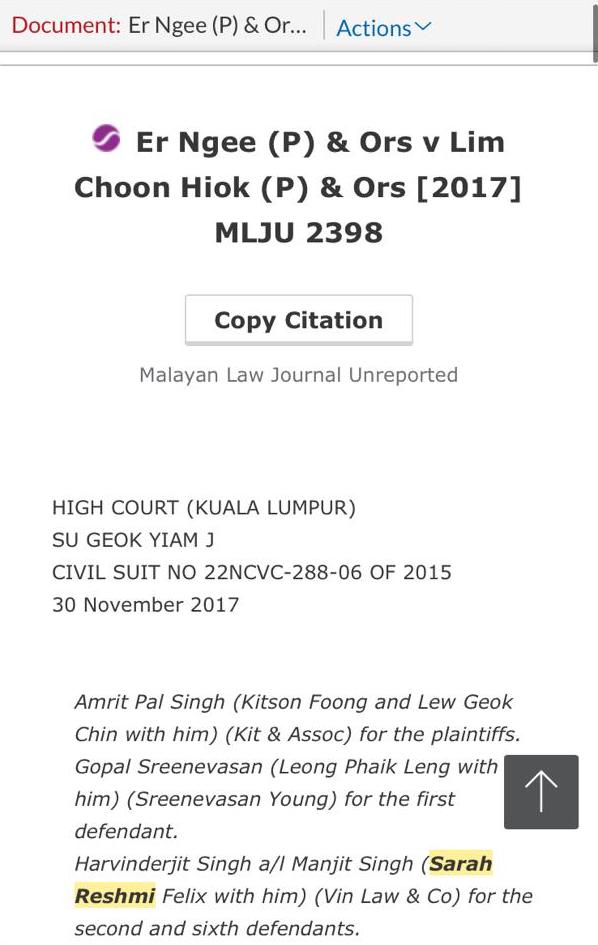 Document: Er Ngee (P) & Or... Actions
Er Ngee (P) & Ors v Lim
Choon Hiok (P) & Ors [2017]
MLJU 2398
Copy Citation
Malayan Law Journal Unreported
HIGH COURT (KUALA LUMPUR)
SU GEOK YIAM J
CIVIL SUIT NO 22NCVC-288-06 OF 2015
30 November 2017
Amrit Pal Singh (Kitson Foong and Lew Geok
Chin with him) (Kit & Assoc) for the plaintiffs.
Gopal Sreenevasan (Leong Phaik Leng with
him) (Sreenevasan Young) for the first
defendant.
Harvinderjit Singh a/l Manjit Singh (Sarah
Reshmi Felix with him) (Vin Law & Co) for the
second and sixth defendants.